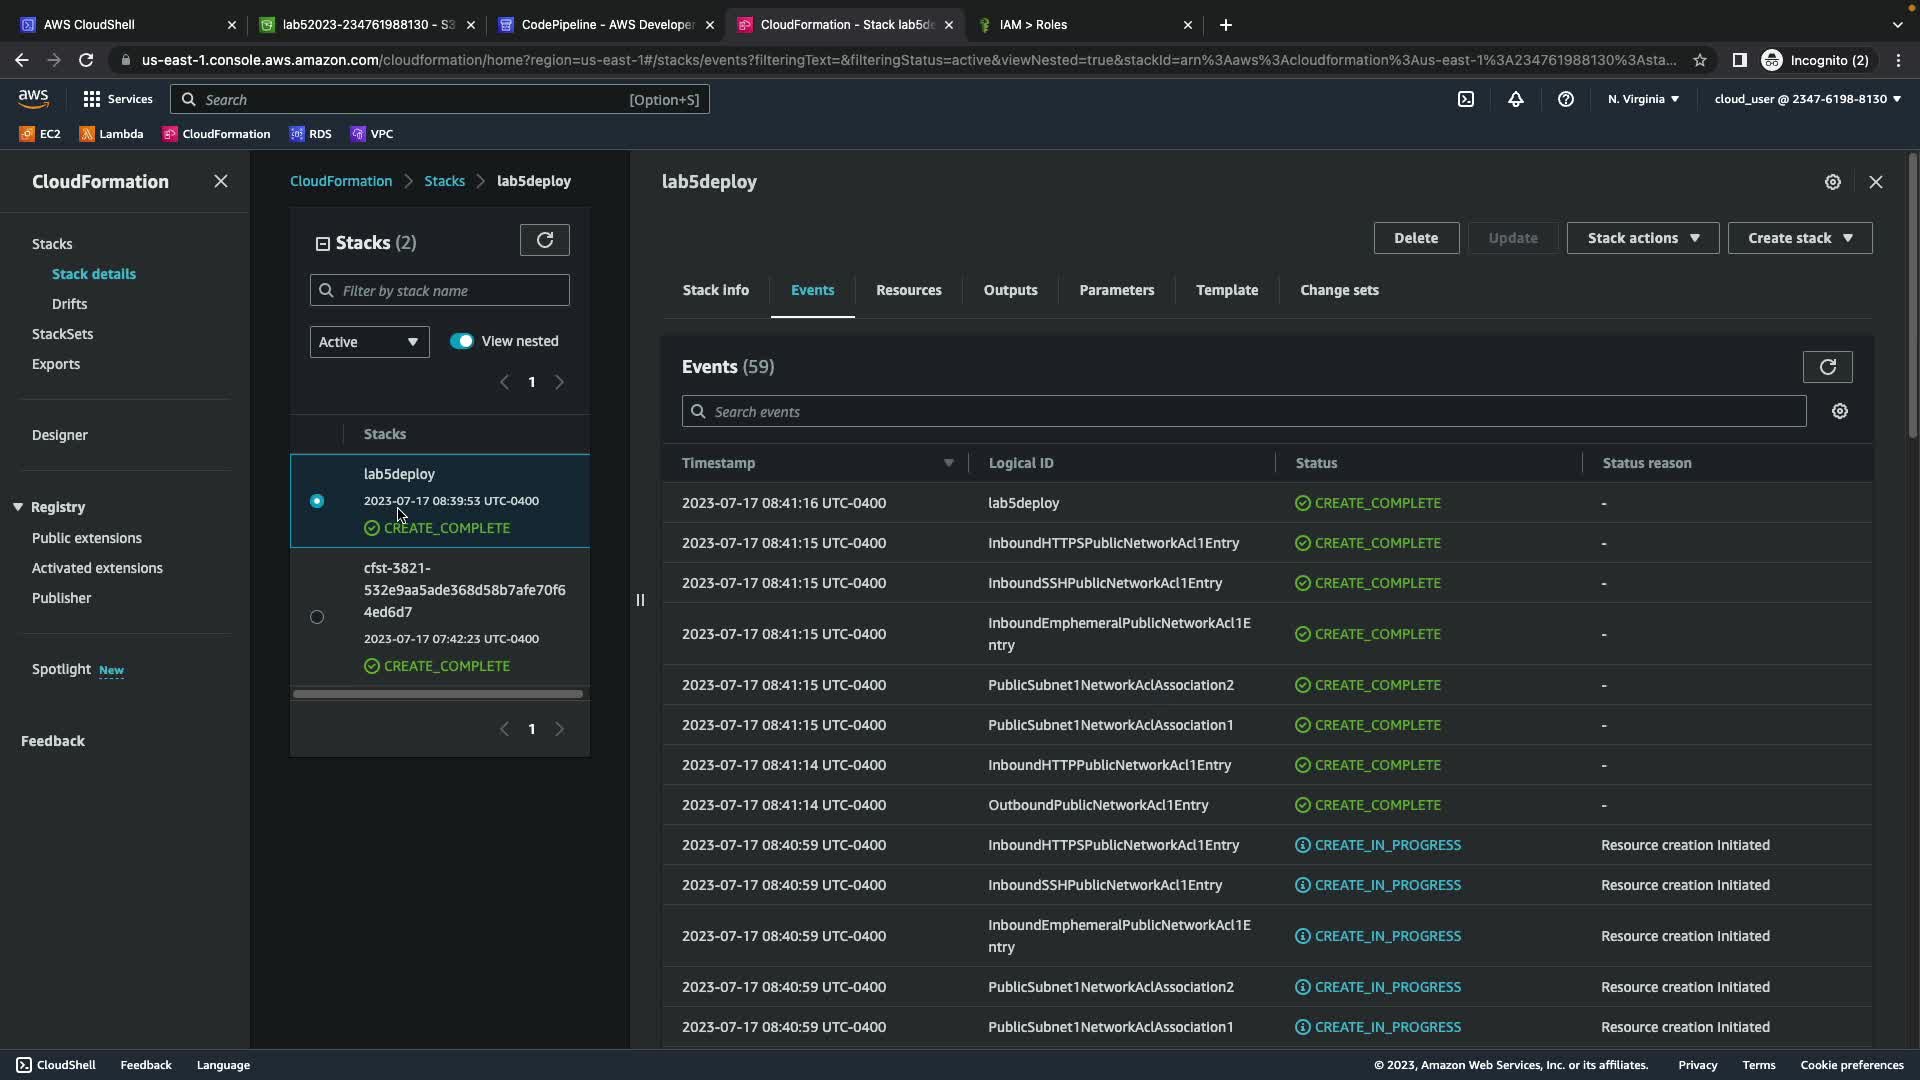 AWS CloudShell
lab52023-234761988130 - S3
CodePipeline - AWS Developer
CloudFormation - Stack lab5de
IAM > Roles
us-east-1.console.aws.amazon.com/cloudformation/home?region=us-east-1#/stacks/events?filteringText=&filteringStatus=active&viewNested=true&stackId=arn%3Aaws%3Acloudformation%3Aus-east-1%3A234761988130%3Asta...
Incognito (2)
aws
Services
Search
[Option+S]
N. Virginia
cloud_user @ 2347-6198-8130
EC2
Lambda
CloudFormation
RDS
VPC
CloudFormation
Stacks
Stack details
Drifts
StackSets
Exports
Designer
Registry
Public extensions
Activated extensions
Publisher
Spotlight New
Feedback
CloudFormation > Stacks > lab5deploy
Stacks (2)
Filter by stack name
Active
View nested
1
Stacks
lab5deploy
2023-07-17 08:39:53 UTC-0400
CREATE_COMPLETE
cfst-3821-
532e9aa5ade368d58b7afe70f6
4ed6d7
2023-07-17 07:42:23 UTC-0400
CREATE_COMPLETE
1
lab5deploy
Delete
Update
Stack actions
Create stack
Stack info
Events
Resources
Outputs
Parameters
Template
Change sets
Events (59)
Search events
Timestamp
Logical ID
Status
Status reason
2023-07-17 08:41:16 UTC-0400 lab5deploy CREATE_COMPLETE -
2023-07-17 08:41:15 UTC-0400 InboundHTTPSPublicNetworkAcl1Entry CREATE_COMPLETE -
2023-07-17 08:41:15 UTC-0400 InboundSSHPublicNetworkAcl1Entry CREATE_COMPLETE -
2023-07-17 08:41:15 UTC-0400 InboundEmphemeralPublicNetworkAcl1E
ntry CREATE_COMPLETE -
2023-07-17 08:41:15 UTC-0400 PublicSubnet1NetworkAclAssociation2 CREATE_COMPLETE -
2023-07-17 08:41:15 UTC-0400 PublicSubnet1NetworkAclAssociation1 CREATE_COMPLETE -
2023-07-17 08:41:14 UTC-0400 InboundHTTPPublicNetworkAcl1Entry CREATE_COMPLETE -
2023-07-17 08:41:14 UTC-0400 OutboundPublicNetworkAcl1Entry CREATE_COMPLETE -
2023-07-17 08:40:59 UTC-0400 InboundHTTPSPublicNetworkAcl1Entry CREATE_IN_PROGRESS Resource creation Initiated
2023-07-17 08:40:59 UTC-0400 InboundSSHPublicNetworkAcl1Entry CREATE_IN_PROGRESS Resource creation Initiated
2023-07-17 08:40:59 UTC-0400 InboundEmphemeralPublicNetworkAcl1E
ntry CREATE_IN_PROGRESS Resource creation Initiated
2023-07-17 08:40:59 UTC-0400 PublicSubnet1NetworkAclAssociation2 CREATE_IN_PROGRESS Resource creation Initiated
2023-07-17 08:40:59 UTC-0400 PublicSubnet1NetworkAclAssociation1 CREATE_IN_PROGRESS Resource creation Initiated
CloudShell
Feedback
Language
© 2023, Amazon Web Services, Inc. or its affiliates.
Privacy
Terms
Cookie preferences